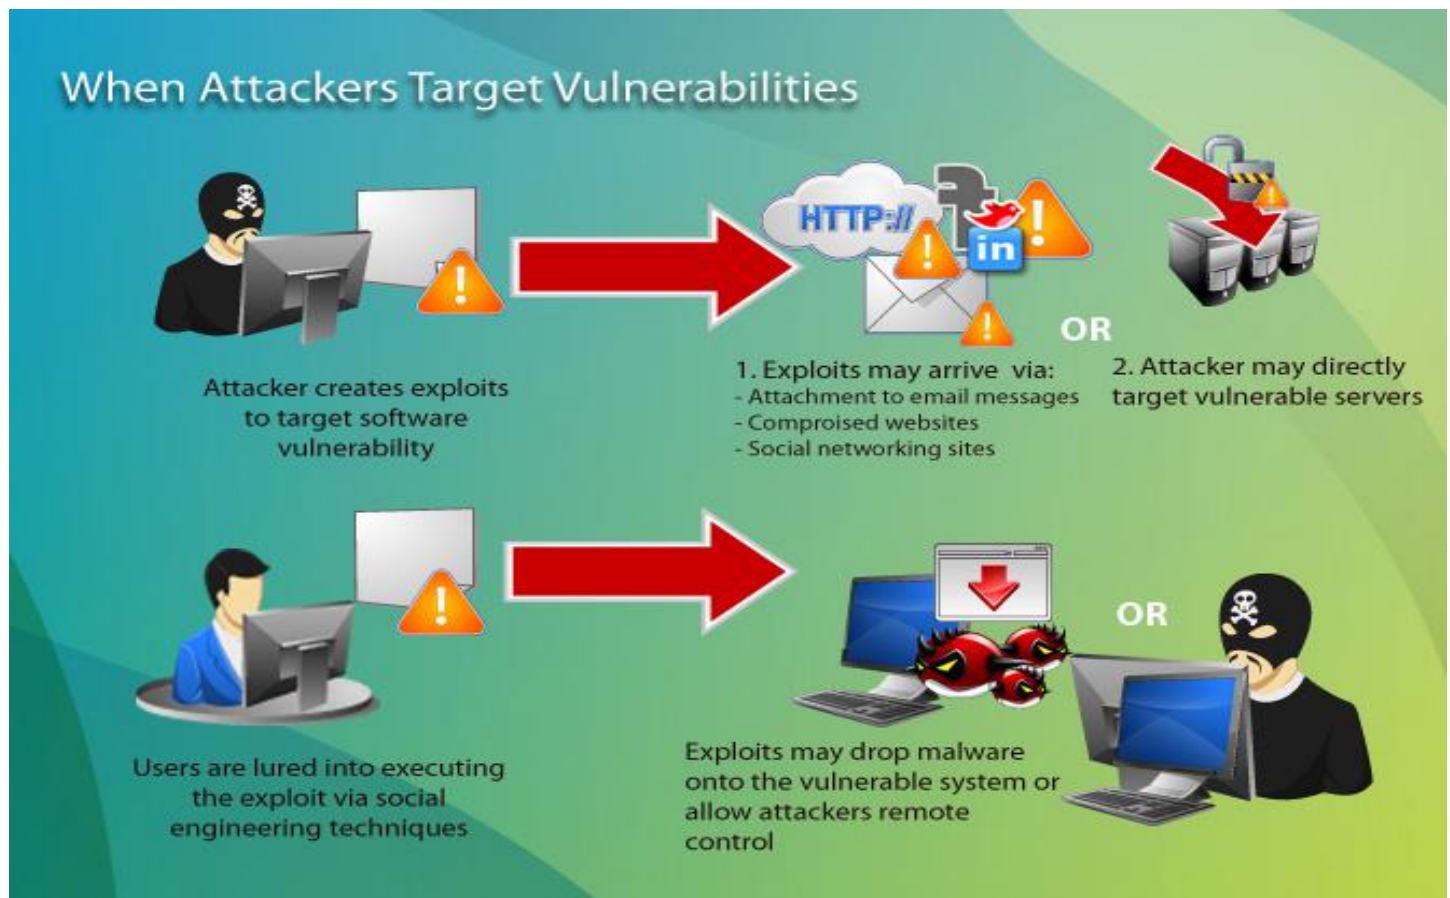 When Attackers Target Vulnerabilities
HTTP://
in
OR
Attacker creates exploits
to target software
vulnerability
1. Exploits may arrive via:
- Attachment to email messages
- Comproised websites
- Social networking sites
2. Attacker may directly
target vulnerable servers
OR
Users are lured into executing
the exploit via social
engineering techniques
Exploits may drop malware
onto the vulnerable system or
allow attackers remote
control